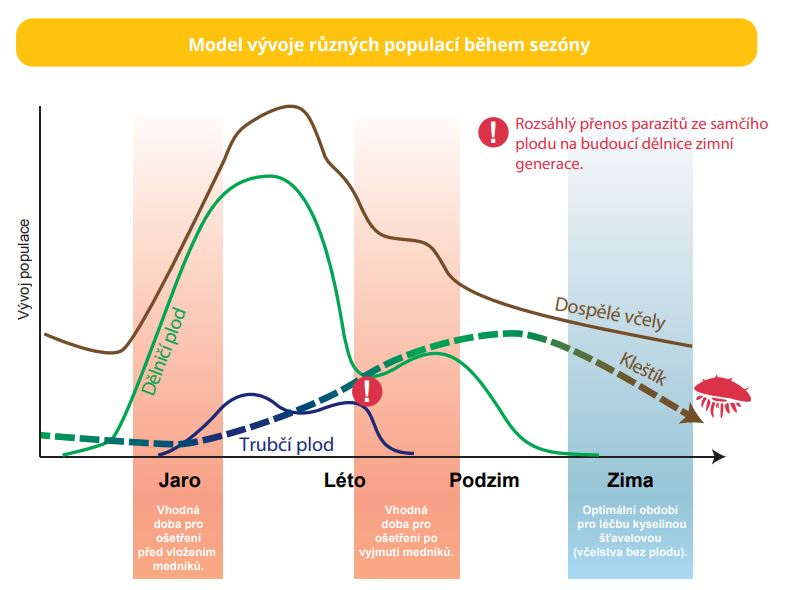 Model vývoje různých populací během sezóny
!
Rozsáhlý přenos parazitů ze samčího
plodu na budoucí dělnice zimní
generace.
Vývoj populace
Dělničí plod
Dospělé včely
Kleštík
!
Trubčí plod
Jaro
Léto
Podzim
Zima
Vhodná
doba pro
ošetření
před vložením
medníků.
Vhodná
doba pro
ošetření po
vyjmutí medníků.
Optimální období
pro léčbu kyselinou
šťavelovou
(včelstva bez plodu).